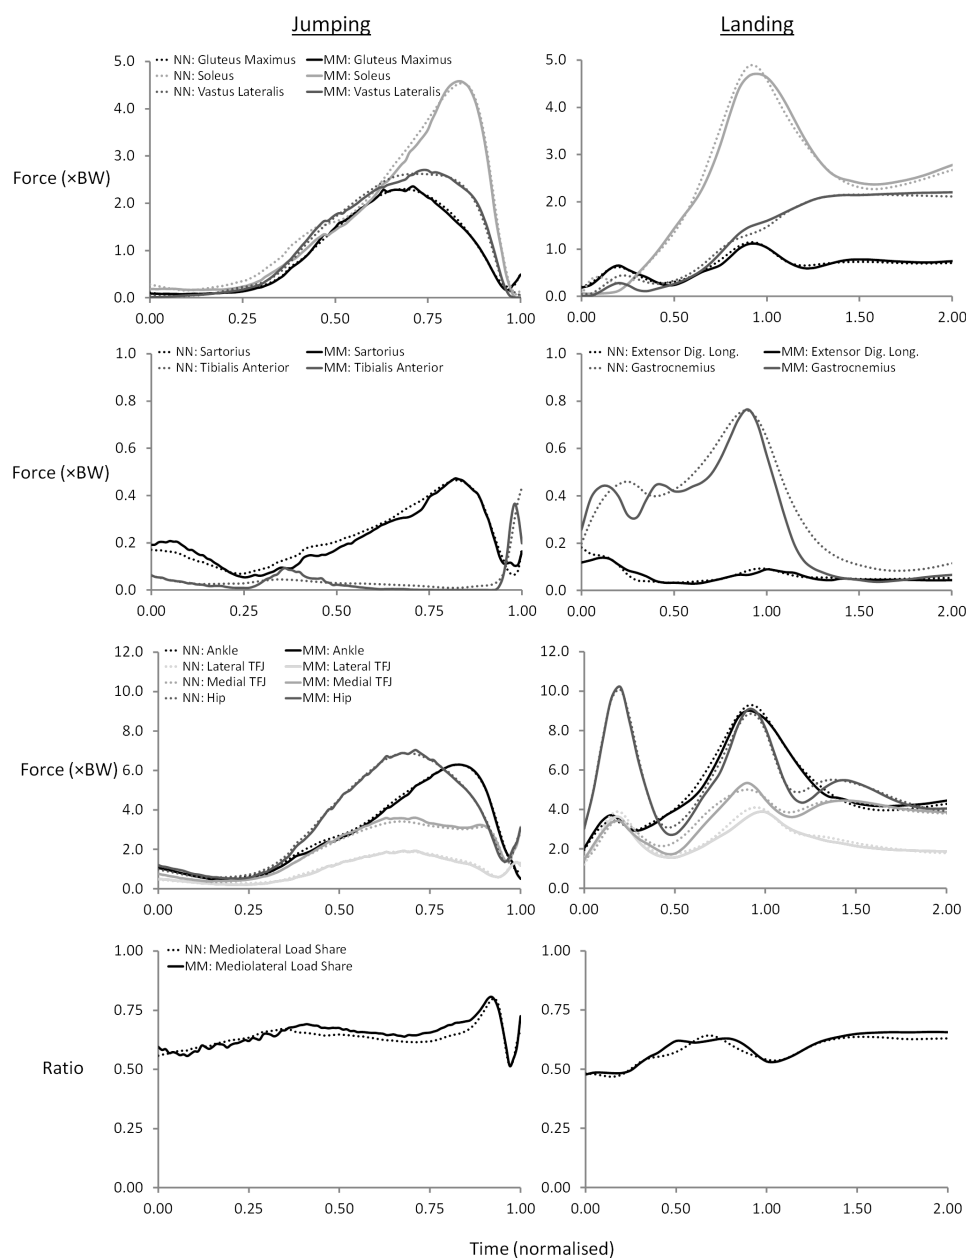 Jumping Landing
NN: Gluteus Maximus MM: Gluteus Maximus
NN: Soleus MM: Soleus
NN: Vastus Lateralis MM: Vastus Lateralis
Force (×BW)
5.0
4.0
3.0
2.0
1.0
0.0
0.00 0.25 0.50 0.75 1.00
5.0
4.0
3.0
2.0
1.0
0.0
0.00 0.50 1.00 1.50 2.00
NN: Sartorius MM: Sartorius
NN: Tibialis Anterior MM: Tibialis Anterior
Force (×BW)
1.0
0.8
0.6
0.4
0.2
0.0
0.00 0.25 0.50 0.75 1.00
NN: Extensor Dig. Long. MM: Extensor Dig. Long.
NN: Gastrocnemius MM: Gastrocnemius
1.0
0.8
0.6
0.4
0.2
0.0
0.00 0.50 1.00 1.50 2.00
NN: Ankle MM: Ankle
NN: Lateral TFJ MM: Lateral TFJ
NN: Medial TFJ MM: Medial TFJ
NN: Hip MM: Hip
Force (×BW)
12.0
10.0
8.0
6.0
4.0
2.0
0.0
0.00 0.25 0.50 0.75 1.00
12.0
10.0
8.0
6.0
4.0
2.0
0.0
0.00 0.50 1.00 1.50 2.00
NN: Mediolateral Load Share
MM: Mediolateral Load Share
Ratio
1.00
0.75
0.50
0.25
0.00
0.00 0.25 0.50 0.75 1.00
1.00
0.75
0.50
0.25
0.00
0.00 0.50 1.00 1.50 2.00
Time (normalised)